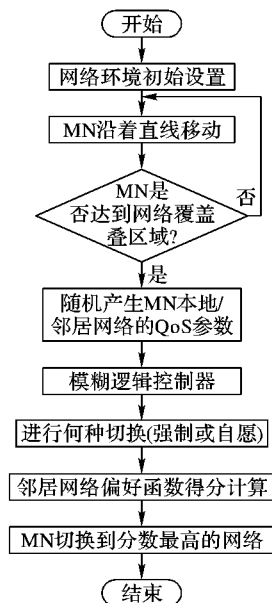 开始
网络环境初始设置
MN沿着直线移动
MN是
否达到网络覆盖
叠区域?
否
是
随机产生MN本地/
邻居网络的QoS参数
模糊逻辑控制器
进行何种切换(强制或自愿)
邻居网络偏好函数得分计算
MN切换到分数最高的网络
结束